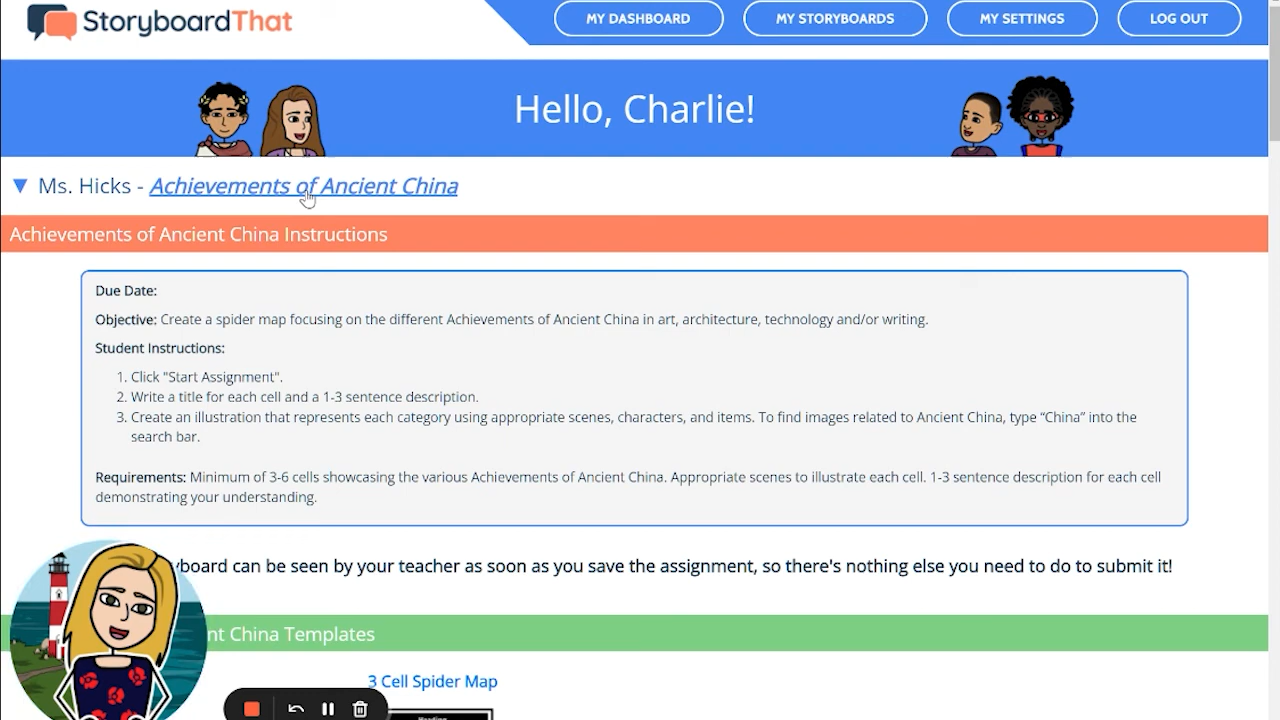 StoryboardThat
MY DASHBOARD
MY STORYBOARDS
MY SETTINGS
LOG OUT
Hello, Charlie!
Ms. Hicks - Achievements of Ancient China
Achievements of Ancient China Instructions
Due Date:
Objective: Create a spider map focusing on the different Achievements of Ancient China in art, architecture, technology and/or writing.
Student Instructions:
1. Click "Start Assignment".
2. Write a title for each cell and a 1-3 sentence description.
3. Create an illustration that represents each category using appropriate scenes, characters, and items. To find images related to Ancient China, type “China” into the
search bar.
Requirements: Minimum of 3-6 cells showcasing the various Achievements of Ancient China. Appropriate scenes to illustrate each cell. 1-3 sentence description for each cell
demonstrating your understanding.
yboard can be seen by your teacher as soon as you save the assignment, so there's nothing else you need to do to submit it!
nt China Templates
3 Cell Spider Map
Heading